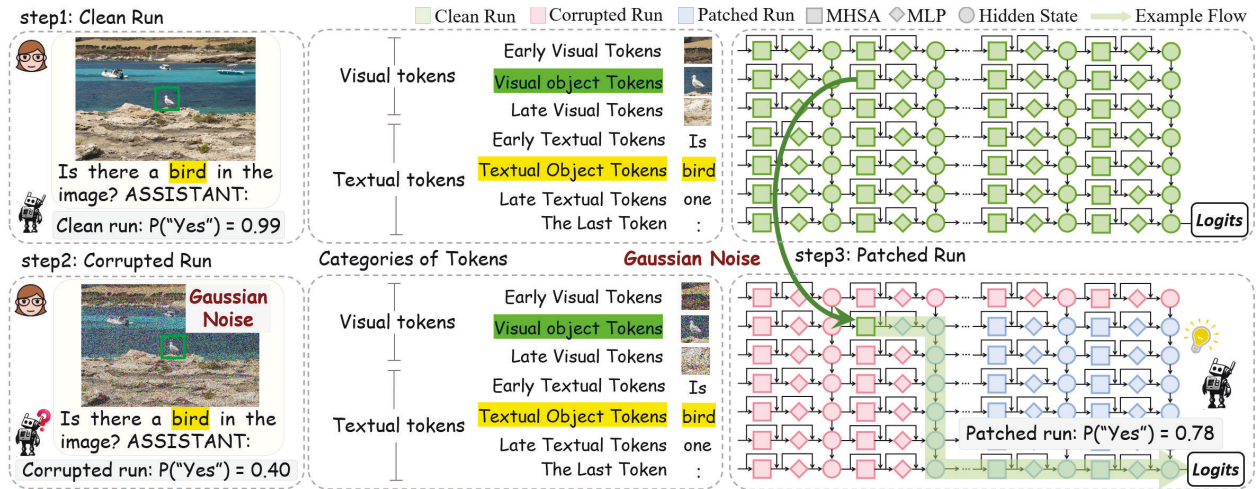 step1: Clean Run
Clean Run
Corrupted Run
Patched Run
MHSA
MLP
Hidden State
Example Flow
Is there a bird in the
image? ASSISTANT:
Clean run: P("Yes") = 0.99
Visual tokens
Textual tokens
Early Visual Tokens
Visual object Tokens
Late Visual Tokens
Early Textual Tokens
Is
Textual Object Tokens
bird
Late Textual Tokens
one
The Last Token
:
...
...
Logits
step2: Corrupted Run
Categories of Tokens
Gaussian Noise
step3: Patched Run
Gaussian
Noise
?
Is there a bird in the
image? ASSISTANT:
Corrupted run: P("Yes") = 0.40
Visual tokens
Textual tokens
Early Visual Tokens
Visual object Tokens
Late Visual Tokens
Early Textual Tokens
Is
Textual Object Tokens
bird
Late Textual Tokens
one
The Last Token
:
Patched run: P("Yes") = 0.78
Logits